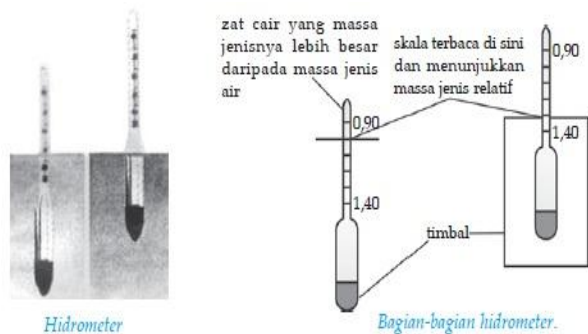 zat cair yang massa
jenisnya lebih besar
daripada massa jenis
air
skala terbaca di sini
dan menunjukkan
massa jenis relatif
0,90
1,40
0,90
1,40
timbal
Hidrometer
Bagian-bagian hidrometer.